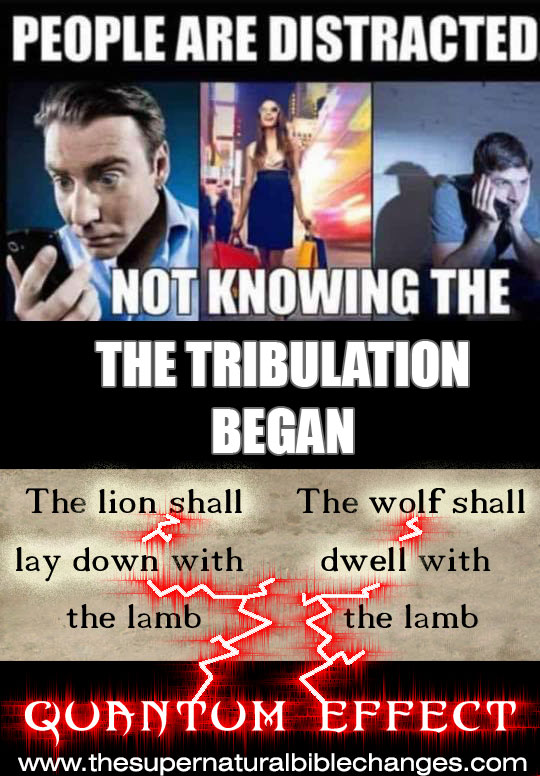 PEOPLE ARE DISTRACTED
NOT KNOWING THE
THE TRIBULATION
BEGAN
The lion shall
lay down with
the lamb
The wolf shall
dwell with
the lamb
QUANTUM EFFECT
www.thesupernaturalbiblechanges.com